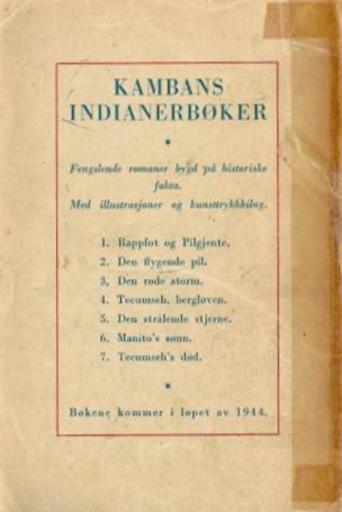 KAMBANS
INDIANERBØKER
*
Fengslende romaner bygd på historiske
fakta.
Med illustrasjoner og kunsttrykkbilag.
1. Rappfot og Pilgjente,
2. Den flygende pil.
3, Den røde storm.
4. Tecumseh, bergløven.
5. Den strålende stjerne.
6. Manito's sønn.
7. Tecumseh's død.
*
Bøkene kommer i løpet av 1944.